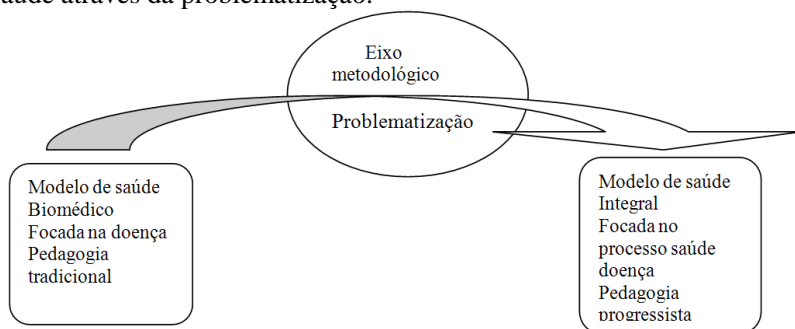 saúde através da problematização.
Eixo
metodológico
Problematização
Modelo de saúde
Biomédico
Focada na doença
Pedagogia
tradicional
Modelo de saúde
Integral
Focada no
processo saúde
doença
Pedagogia
progressista